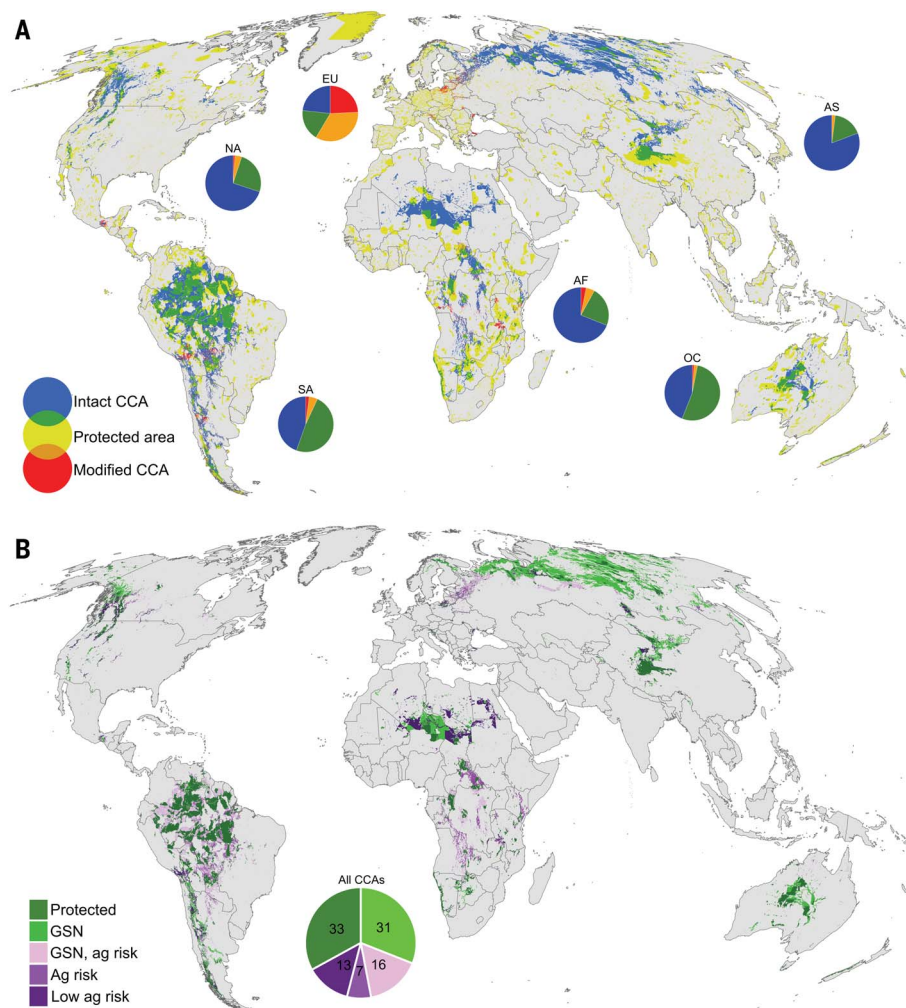 A
EU
NA
AS
AF
OC
SA
Intact CCA
Protected area
Modified CCA
B
All CCAs
33
31
13
7
16
Protected
GSN
GSN, ag risk
Ag risk
Low ag risk